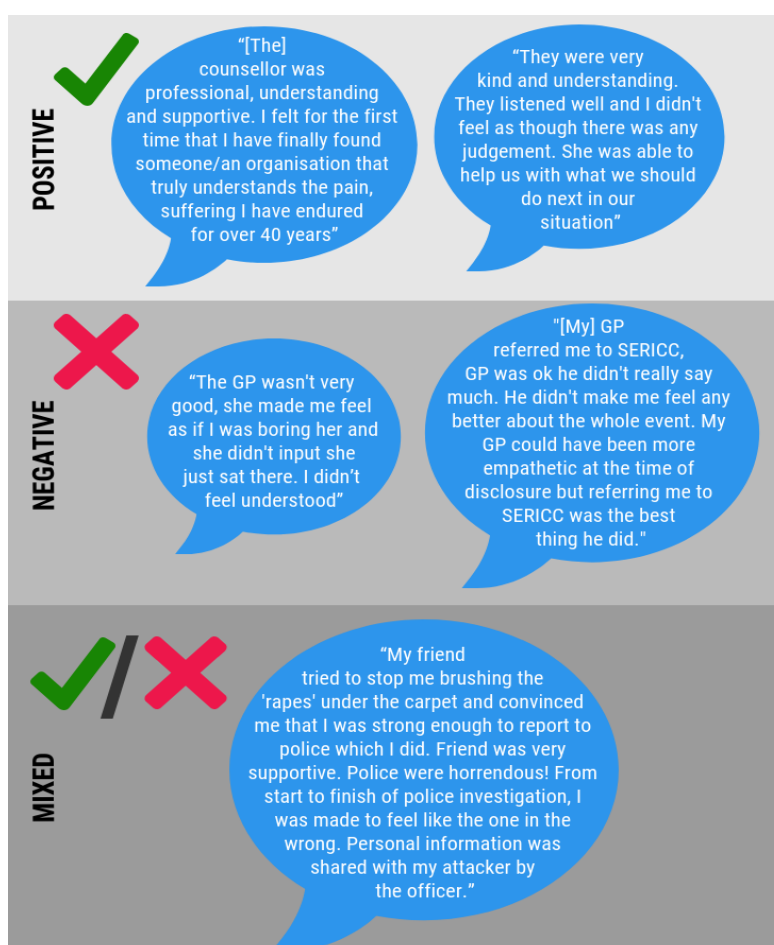 POSITIVE
“[The]
counsellor was
professional, understanding
and supportive. I felt for the first
time that I have finally found
someone/an organisation that
truly understands the pain,
suffering I have endured
for over 40 years”
“They were very
kind and understanding.
They listened well and I didn't
feel as though there was any
judgement. She was able to
help us with what we should
do next in our
situation”
NEGATIVE
“The GP wasn't very
good, she made me feel
as if I was boring her and
she didn't input she
just sat there. I didn’t
feel understood”
"[My] GP
referred me to SERICC,
GP was ok he didn't really say
much. He didn't make me feel any
better about the whole event. My
GP could have been more
empathetic at the time of
disclosure but referring me to
SERICC was the best
thing he did."
MIXED
“My friend
tried to stop me brushing the
'rapes' under the carpet and convinced
me that I was strong enough to report to
police which I did. Friend was very
supportive. Police were horrendous! From
start to finish of police investigation, I
was made to feel like the one in the
wrong. Personal information was
shared with my attacker by
the officer.”